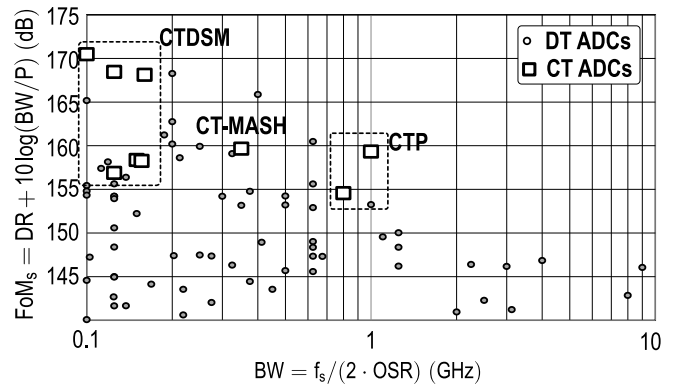 FoMₛ = DR + 10log(BW/P) (dB)
175
170
165
160
155
150
145
CTDSM
CT-MASH
CTP
DT ADCs
CT ADCs
0.1
1
10
BW = fₛ/(2 · OSR) (GHz)